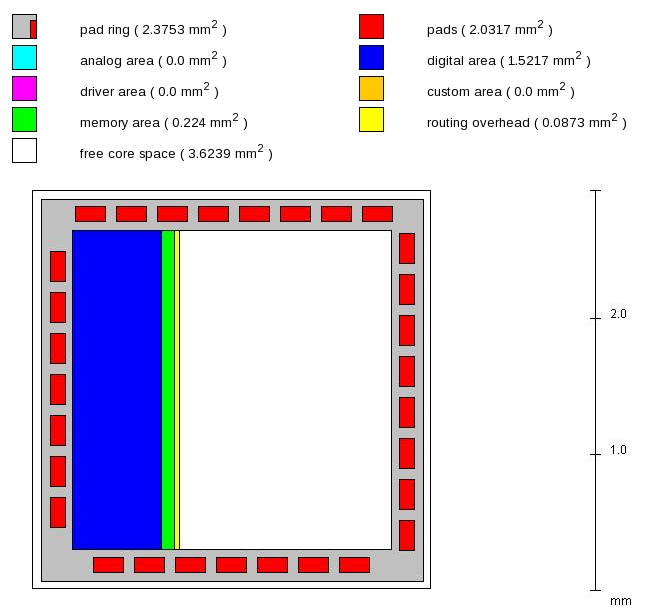 pad ring ( 2.3753 mm2 ) pads ( 2.0317 mm2 )
analog area ( 0.0 mm2 ) digital area ( 1.5217 mm2 )
driver area ( 0.0 mm2 ) custom area ( 0.0 mm2 )
memory area ( 0.224 mm2 ) routing overhead ( 0.0873 mm2 )
free core space ( 3.6239 mm2 )
2.0
1.0
mm